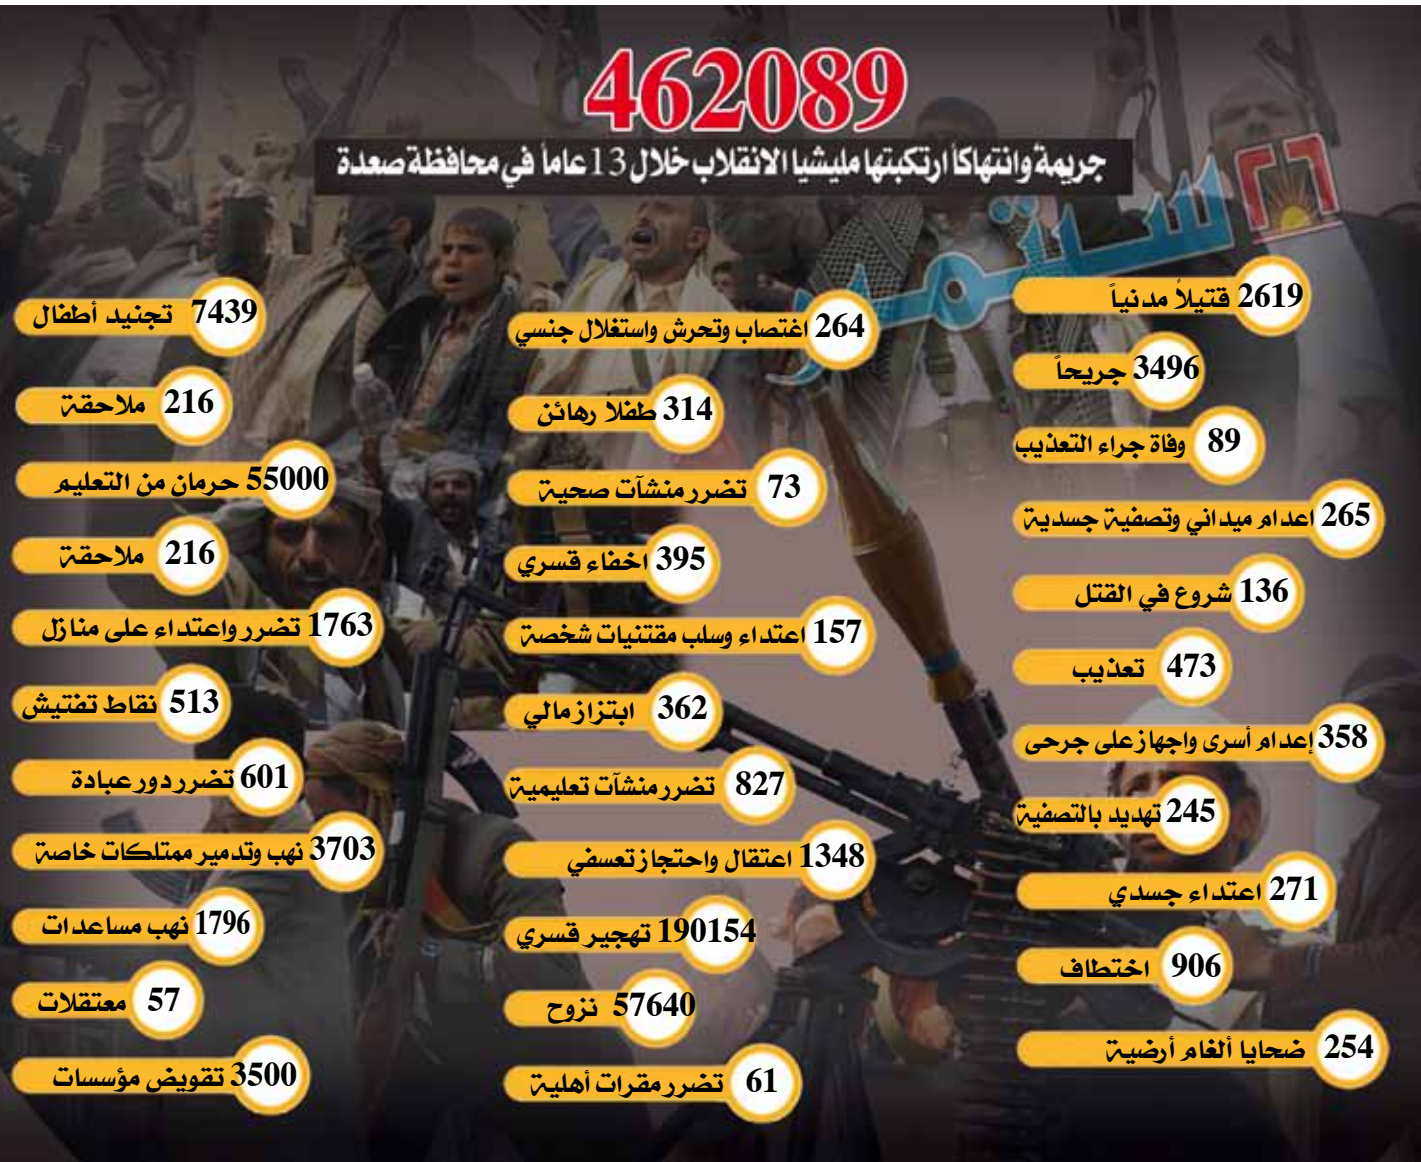 462089
جريمة وانتهاكاً ارتكبتها مليشيا الانقلاب خلال 13 عاماً في محافظة صعدة
٢٦ سبتمبر
2619 قتيلاً مدنياً
3496 جريحاً
89 وفاة جراء التعذيب
265 اعدام ميداني وتصفية جسدية
136 شروع في القتل
473 تعذيب
358 إعدام أسرى واجهاز على جرحى
245 تهديد بالتصفية
271 اعتداء جسدي
906 اختطاف
254 ضحايا ألغام أرضية
264 اغتصاب وتحرش واستغلال جنسي
314 طفلاً رهائن
73 تضرر منشآت صحية
395 اخفاء قسري
157 اعتداء وسلب مقتنيات شخصة
362 ابتزاز مالي
827 تضرر منشآت تعليمية
1348 اعتقال واحتجاز تعسفي
190154 تهجير قسري
57640 نزوح
61 تضرر مقرات أهلية
7439 تجنيد أطفال
216 ملاحقة
55000 حرمان من التعليم
216 ملاحقة
1763 تضرر واعتداء على منازل
513 نقاط تفتيش
601 تضرر دور عبادة
3703 نهب وتدمير ممتلكات خاصة
1796 نهب مساعدات
57 معتقلات
3500 تقويض مؤسسات